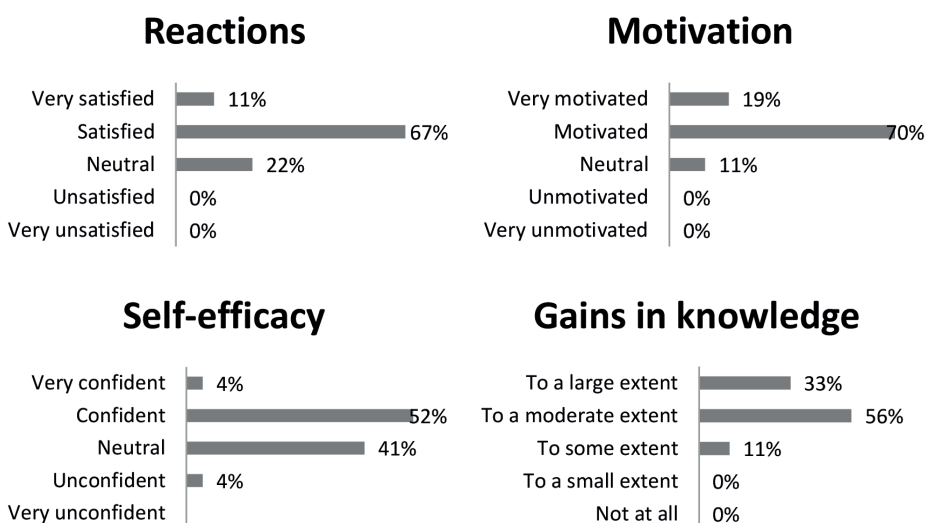 Reactions
Very satisfied 11%
Satisfied 67%
Neutral 22%
Unsatisfied 0%
Very unsatisfied 0%
Motivation
Very motivated 19%
Motivated 70%
Neutral 11%
Unmotivated 0%
Very unmotivated 0%
Self-efficacy
Very confident 4%
Confident 52%
Neutral 41%
Unconfident 4%
Very unconfident
Gains in knowledge
To a large extent 33%
To a moderate extent 56%
To some extent 11%
To a small extent 0%
Not at all 0%